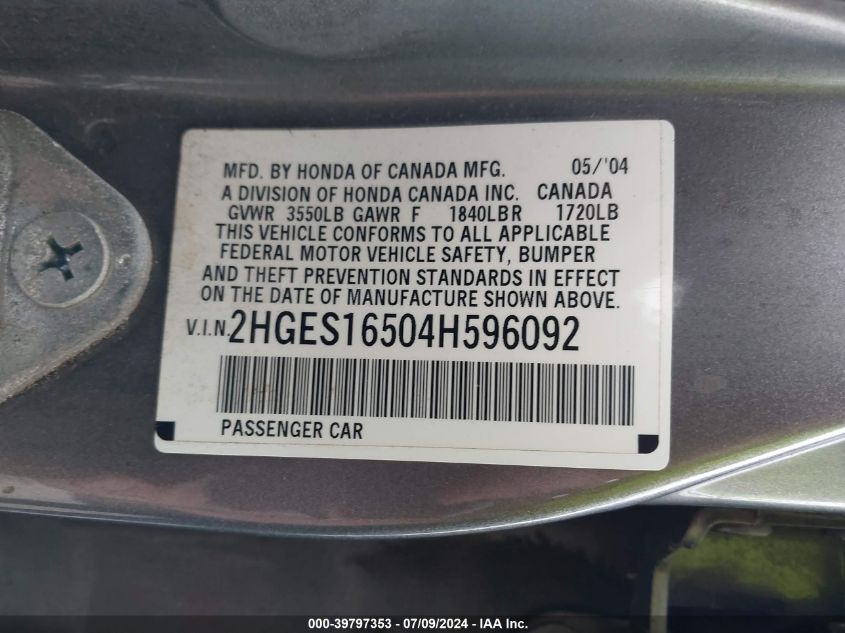 MFD. BY HONDA OF CANADA MFG. 05/'04
A DIVISION OF HONDA CANADA INC. CANADA
GVWR 3550LB GAWR F 1840LB R 1720LB
THIS VEHICLE CONFORMS TO ALL APPLICABLE
FEDERAL MOTOR VEHICLE SAFETY, BUMPER
AND THEFT PREVENTION STANDARDS IN EFFECT
ON THE DATE OF MANUFACTURE SHOWN ABOVE.
V.I.N. 2HGES16504H596092
PASSENGER CAR
000-39797353 - 07/09/2024 - IAA Inc.